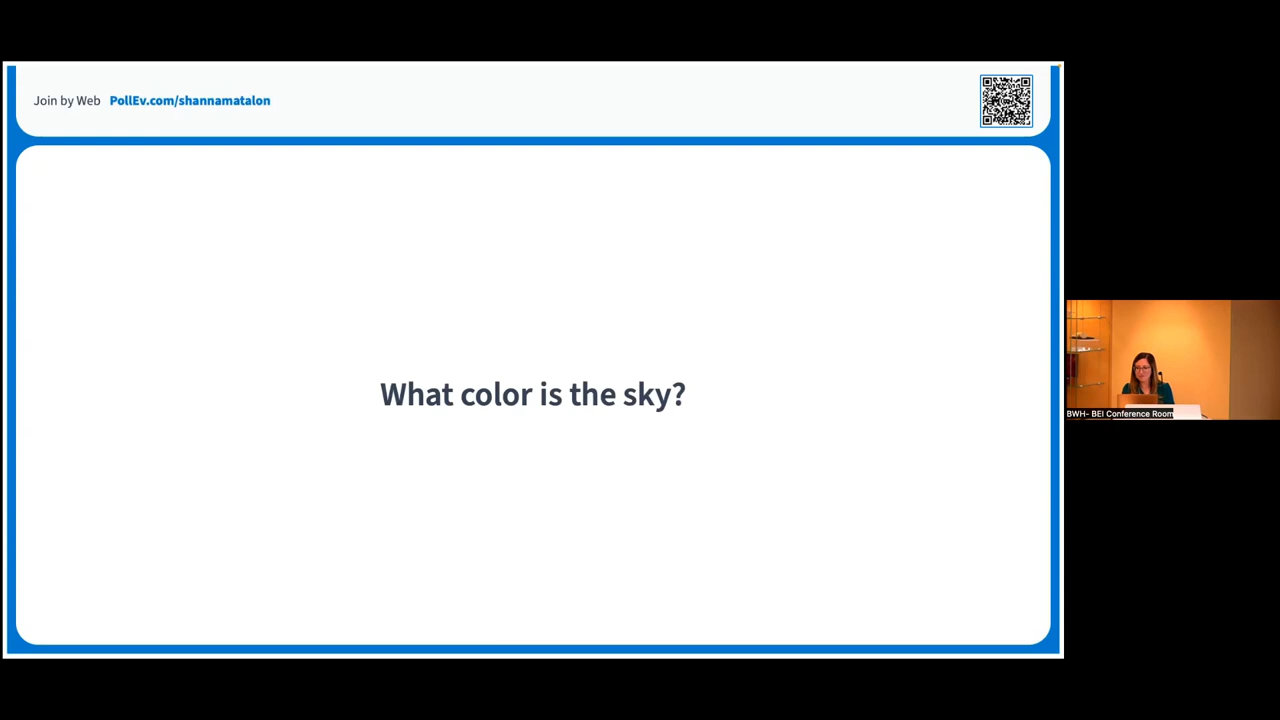 Join by Web PollEv.com/shannamatalon
What color is the sky?
BWH- BEI Conference Room